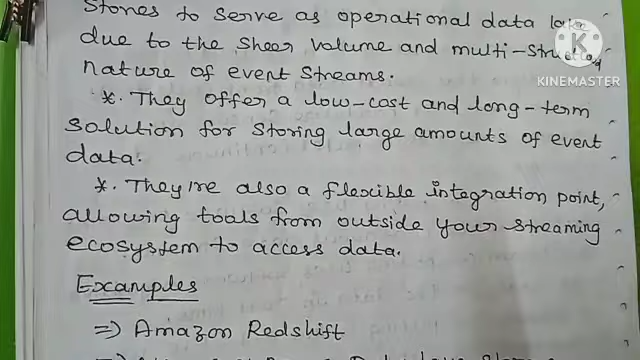 stores to serve as operational data
due to the sheer volume and multi-
nature of event streams.
KINEMASTER
*. They offer a low-cost and long-term
solution for storing large amounts of event
data.
*. They're also a flexible integration point,
allowing tools from outside your streaming
ecosystem to access data.
Examples
=> Amazon Redshift